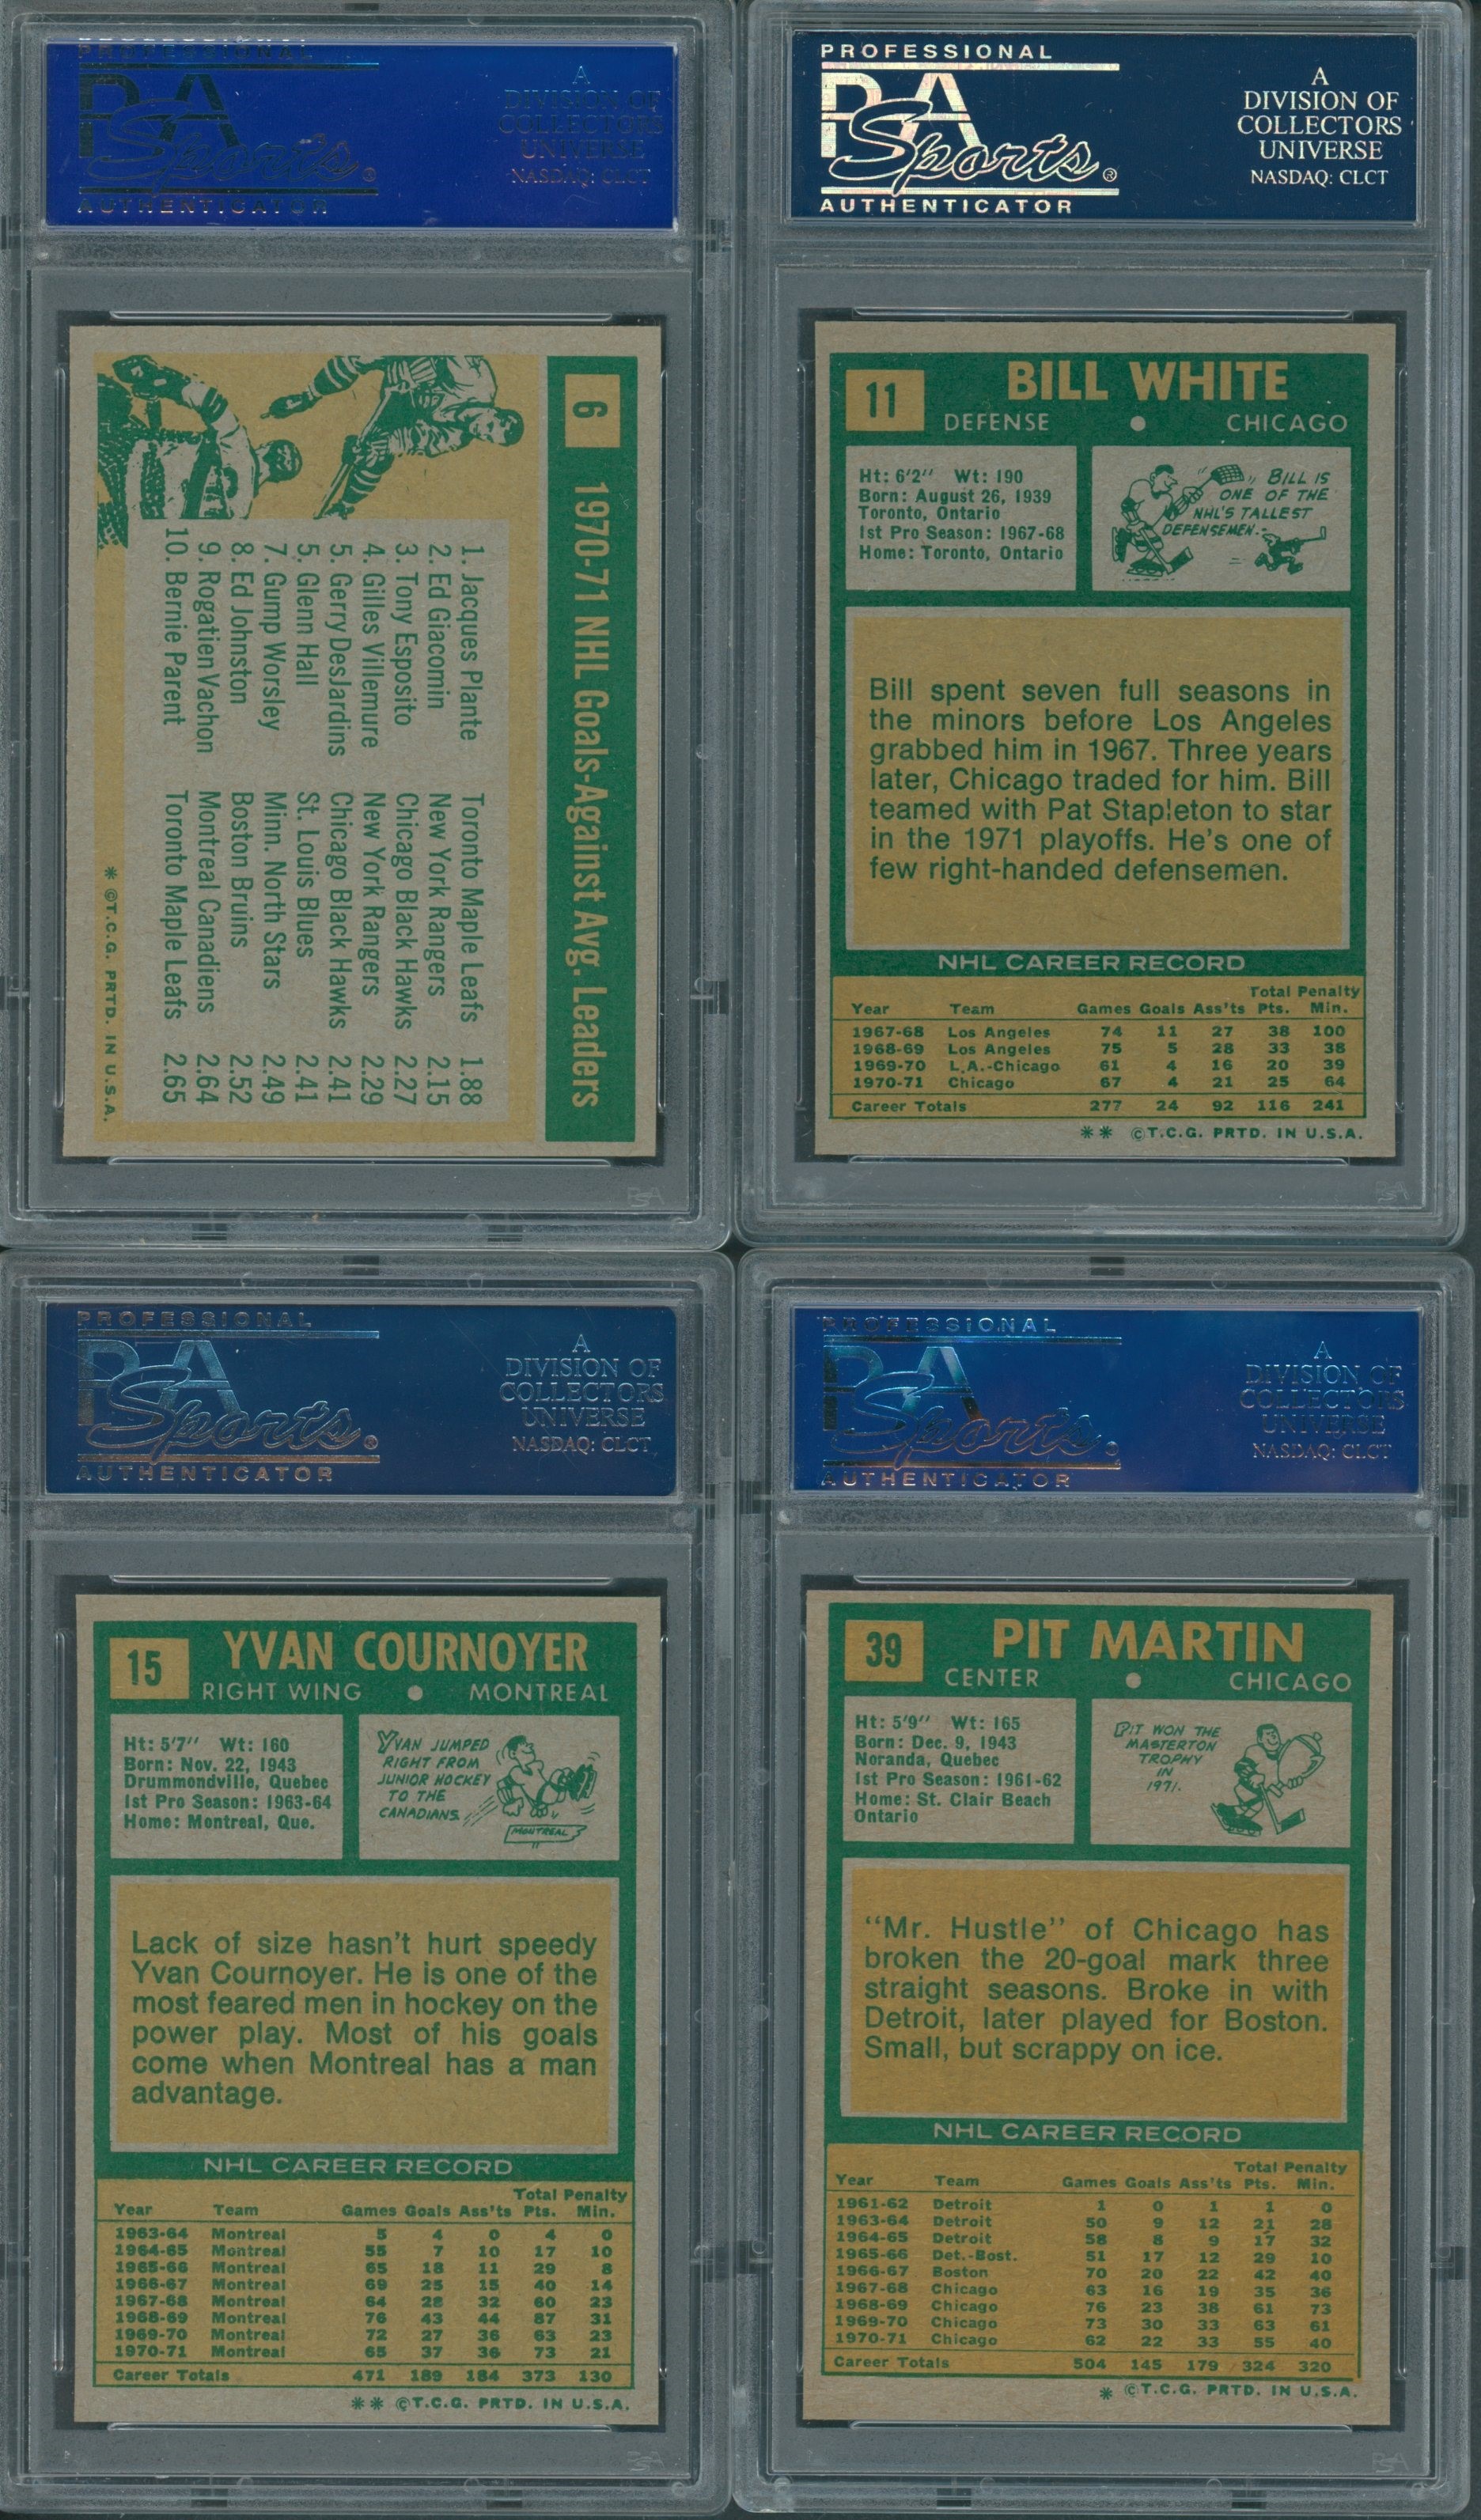 PROFESSIONAL
PSA
Sports®
AUTHENTICATOR
A
DIVISION OF
COLLECTORS
UNIVERSE
NASDAQ: CLCT
6
1970-71 NHL Goals-Against Avg. Leaders
1. Jacques Plante Toronto Maple Leafs 1.88
2. Ed Giacomin New York Rangers 2.15
3. Tony Esposito Chicago Black Hawks 2.27
4. Gilles Villemure New York Rangers 2.29
5. Gerry DesJardins Chicago Black Hawks 2.41
5. Glenn Hall St. Louis Blues 2.41
7. Gump Worsley Minn. North Stars 2.49
8. Ed Johnston Boston Bruins 2.52
9. Rogatien Vachon Montreal Canadiens 2.64
10. Bernie Parent Toronto Maple Leafs 2.65
* ©T.C.G. PRTD. IN U.S.A.
PSA
PROFESSIONAL
PSA
Sports®
AUTHENTICATOR
A
DIVISION OF
COLLECTORS
UNIVERSE
NASDAQ: CLCT
11
BILL WHITE
DEFENSE • CHICAGO
Ht: 6'2" Wt: 190
Born: August 26, 1939
Toronto, Ontario
1st Pro Season: 1967-68
Home: Toronto, Ontario
BILL IS
ONE OF THE
NHL'S TALLEST
DEFENSEMEN.
Bill spent seven full seasons in
the minors before Los Angeles
grabbed him in 1967. Three years
later, Chicago traded for him. Bill
teamed with Pat Stapleton to star
in the 1971 playoffs. He's one of
few right-handed defensemen.
NHL CAREER RECORD
Total Penalty
Year Team Games Goals Ass'ts Pts. Min.
1967-68 Los Angeles 74 11 27 38 100
1968-69 Los Angeles 75 5 28 33 38
1969-70 L.A.-Chicago 61 4 16 20 39
1970-71 Chicago 67 4 21 25 64
Career Totals 277 24 92 116 241
** ©T.C.G. PRTD. IN U.S.A.
PSA
PROFESSIONAL
PSA
Sports®
AUTHENTICATOR
A
DIVISION OF
COLLECTORS
UNIVERSE
NASDAQ: CLCT
15
YVAN COURNOYER
RIGHT WING • MONTREAL
Ht: 5'7" Wt: 160
Born: Nov. 22, 1943
Drummondville, Quebec
1st Pro Season: 1963-64
Home: Montreal, Que.
YVAN JUMPED
RIGHT FROM
JUNIOR HOCKEY
TO THE
CANADIANS.
MONTREAL
Lack of size hasn't hurt speedy
Yvan Cournoyer. He is one of the
most feared men in hockey on the
power play. Most of his goals
come when Montreal has a man
advantage.
NHL CAREER RECORD
Total Penalty
Year Team Games Goals Ass'ts Pts. Min.
1963-64 Montreal 5 4 0 4 0
1964-65 Montreal 55 7 10 17 10
1965-66 Montreal 65 18 11 29 8
1966-67 Montreal 69 25 15 40 14
1967-68 Montreal 64 28 32 60 23
1968-69 Montreal 76 43 44 87 31
1969-70 Montreal 72 27 36 63 23
1970-71 Montreal 65 37 36 73 21
Career Totals 471 189 184 373 130
** ©T.C.G. PRTD. IN U.S.A.
PSA
PROFESSIONAL
PSA
Sports®
AUTHENTICATOR
A
DIVISION OF
COLLECTORS
UNIVERSE
NASDAQ: CLCT
39
PIT MARTIN
CENTER • CHICAGO
Ht: 5'9" Wt: 165
Born: Dec. 9, 1943
Noranda, Quebec
1st Pro Season: 1961-62
Home: St. Clair Beach
Ontario
PIT WON THE
MASTERTON
TROPHY
IN
1971.
"Mr. Hustle" of Chicago has
broken the 20-goal mark three
straight seasons. Broke in with
Detroit, later played for Boston.
Small, but scrappy on ice.
NHL CAREER RECORD
Total Penalty
Year Team Games Goals Ass'ts Pts. Min.
1961-62 Detroit 1 0 1 1 0
1963-64 Detroit 50 9 12 21 28
1964-65 Detroit 58 8 9 17 32
1965-66 Det.-Bost. 51 17 12 29 10
1966-67 Boston 70 20 22 42 40
1967-68 Chicago 63 16 19 35 36
1968-69 Chicago 76 23 38 61 73
1969-70 Chicago 73 30 33 63 61
1970-71 Chicago 62 22 33 55 40
Career Totals 504 145 179 324 320
* ©T.C.G. PRTD. IN U.S.A.
PSA